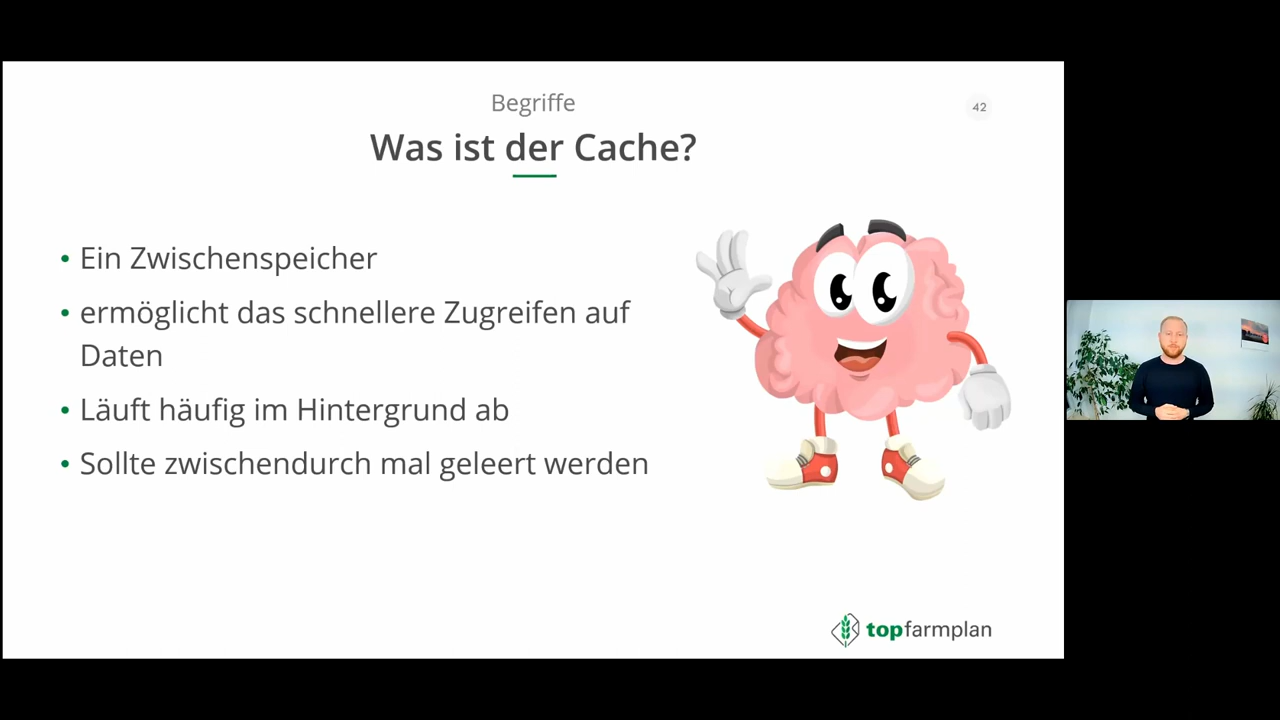 Begriffe
42
Was ist der Cache?
• Ein Zwischenspeicher
• ermöglicht das schnellere Zugreifen auf
Daten
• Läuft häufig im Hintergrund ab
• Sollte zwischendurch mal geleert werden
topfarmplan